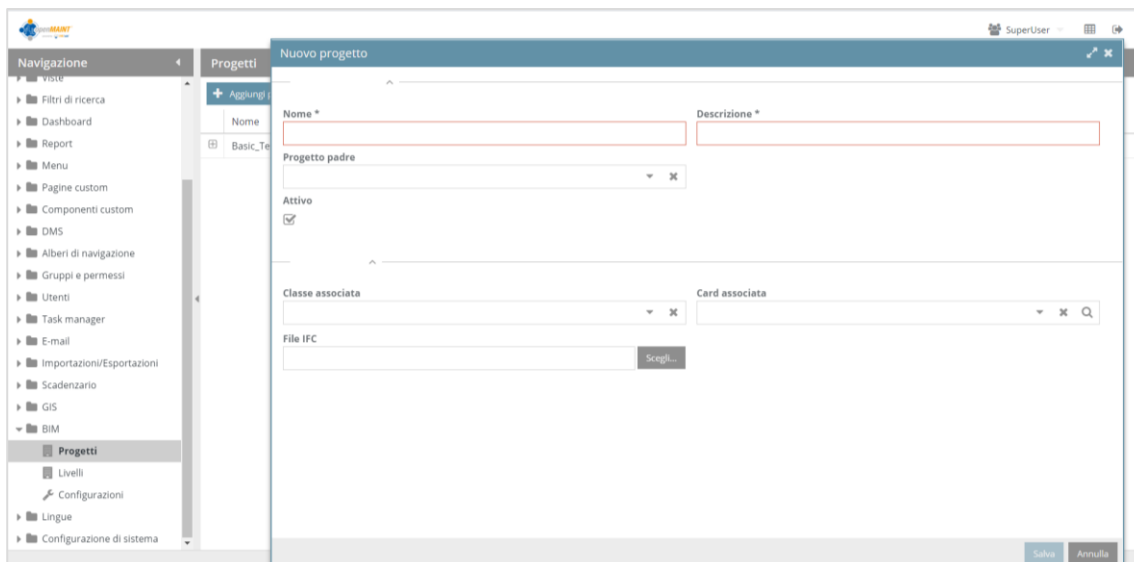 openMAINT
SuperUser
Navigazione
Progetti
Nuovo progetto
Viste
Filtri di ricerca
Dashboard
Report
Menu
Pagine custom
Componenti custom
DMS
Alberi di navigazione
Gruppi e permessi
Utenti
Task manager
E-mail
Importazioni/Esportazioni
Scadenzario
GIS
BIM
Progetti
Livelli
Configurazioni
Lingue
Configurazione di sistema
Aggiungi
Nome
Basic_Te
Nome *
Descrizione *
Progetto padre
Attivo
Classe associata
Card associata
File IFC
Scegli...
Salva
Annulla